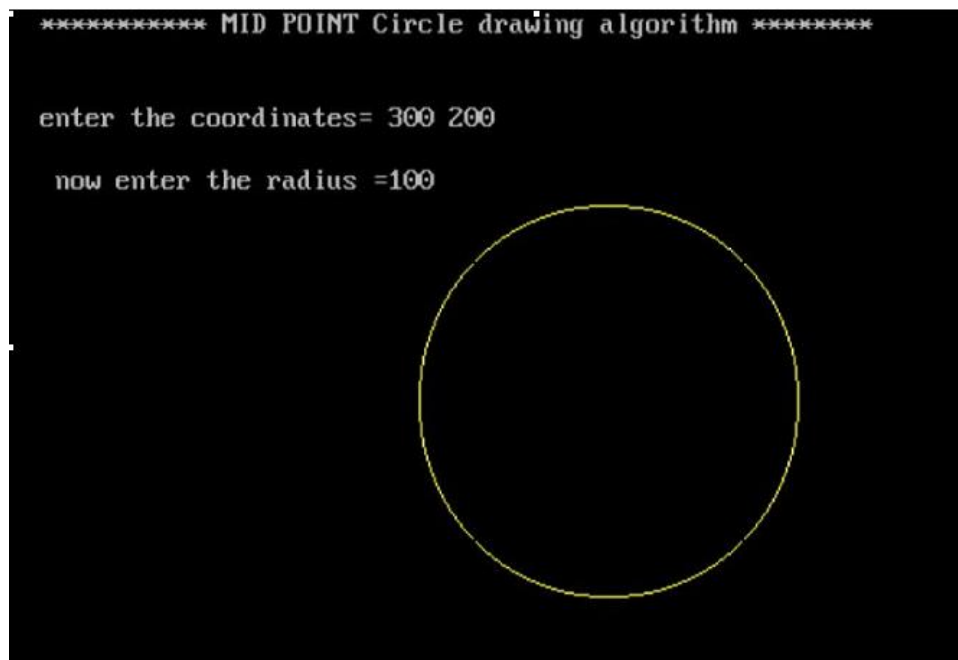 *********** MID POINT Circle drawing algorithm ********
enter the coordinates= 300 200
now enter the radius =100